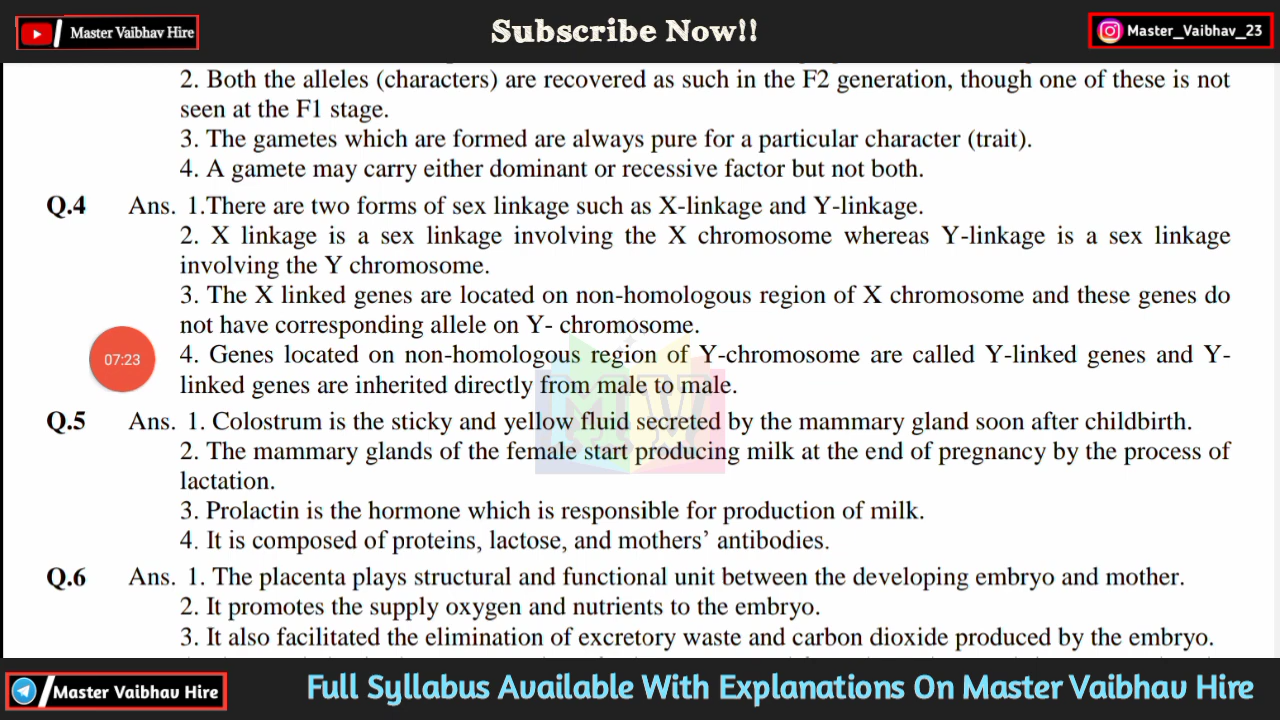 Master Vaibhav Hire
Subscribe Now!!
Master_Vaibhav_23
2. Both the alleles (characters) are recovered as such in the F2 generation, though one of these is not
seen at the F1 stage.
3. The gametes which are formed are always pure for a particular character (trait).
4. A gamete may carry either dominant or recessive factor but not both.
Q.4 Ans. 1.There are two forms of sex linkage such as X-linkage and Y-linkage.
2. X linkage is a sex linkage involving the X chromosome whereas Y-linkage is a sex linkage
involving the Y chromosome.
3. The X linked genes are located on non-homologous region of X chromosome and these genes do
not have corresponding allele on Y- chromosome.
07:23
4. Genes located on non-homologous region of Y-chromosome are called Y-linked genes and Y-
linked genes are inherited directly from male to male.
Q.5 Ans. 1. Colostrum is the sticky and yellow fluid secreted by the mammary gland soon after childbirth.
2. The mammary glands of the female start producing milk at the end of pregnancy by the process of
lactation.
3. Prolactin is the hormone which is responsible for production of milk.
4. It is composed of proteins, lactose, and mothers’ antibodies.
Q.6 Ans. 1. The placenta plays structural and functional unit between the developing embryo and mother.
2. It promotes the supply oxygen and nutrients to the embryo.
3. It also facilitated the elimination of excretory waste and carbon dioxide produced by the embryo.
Master Vaibhav Hire
Full Syllabus Available With Explanations On Master Vaibhav Hire